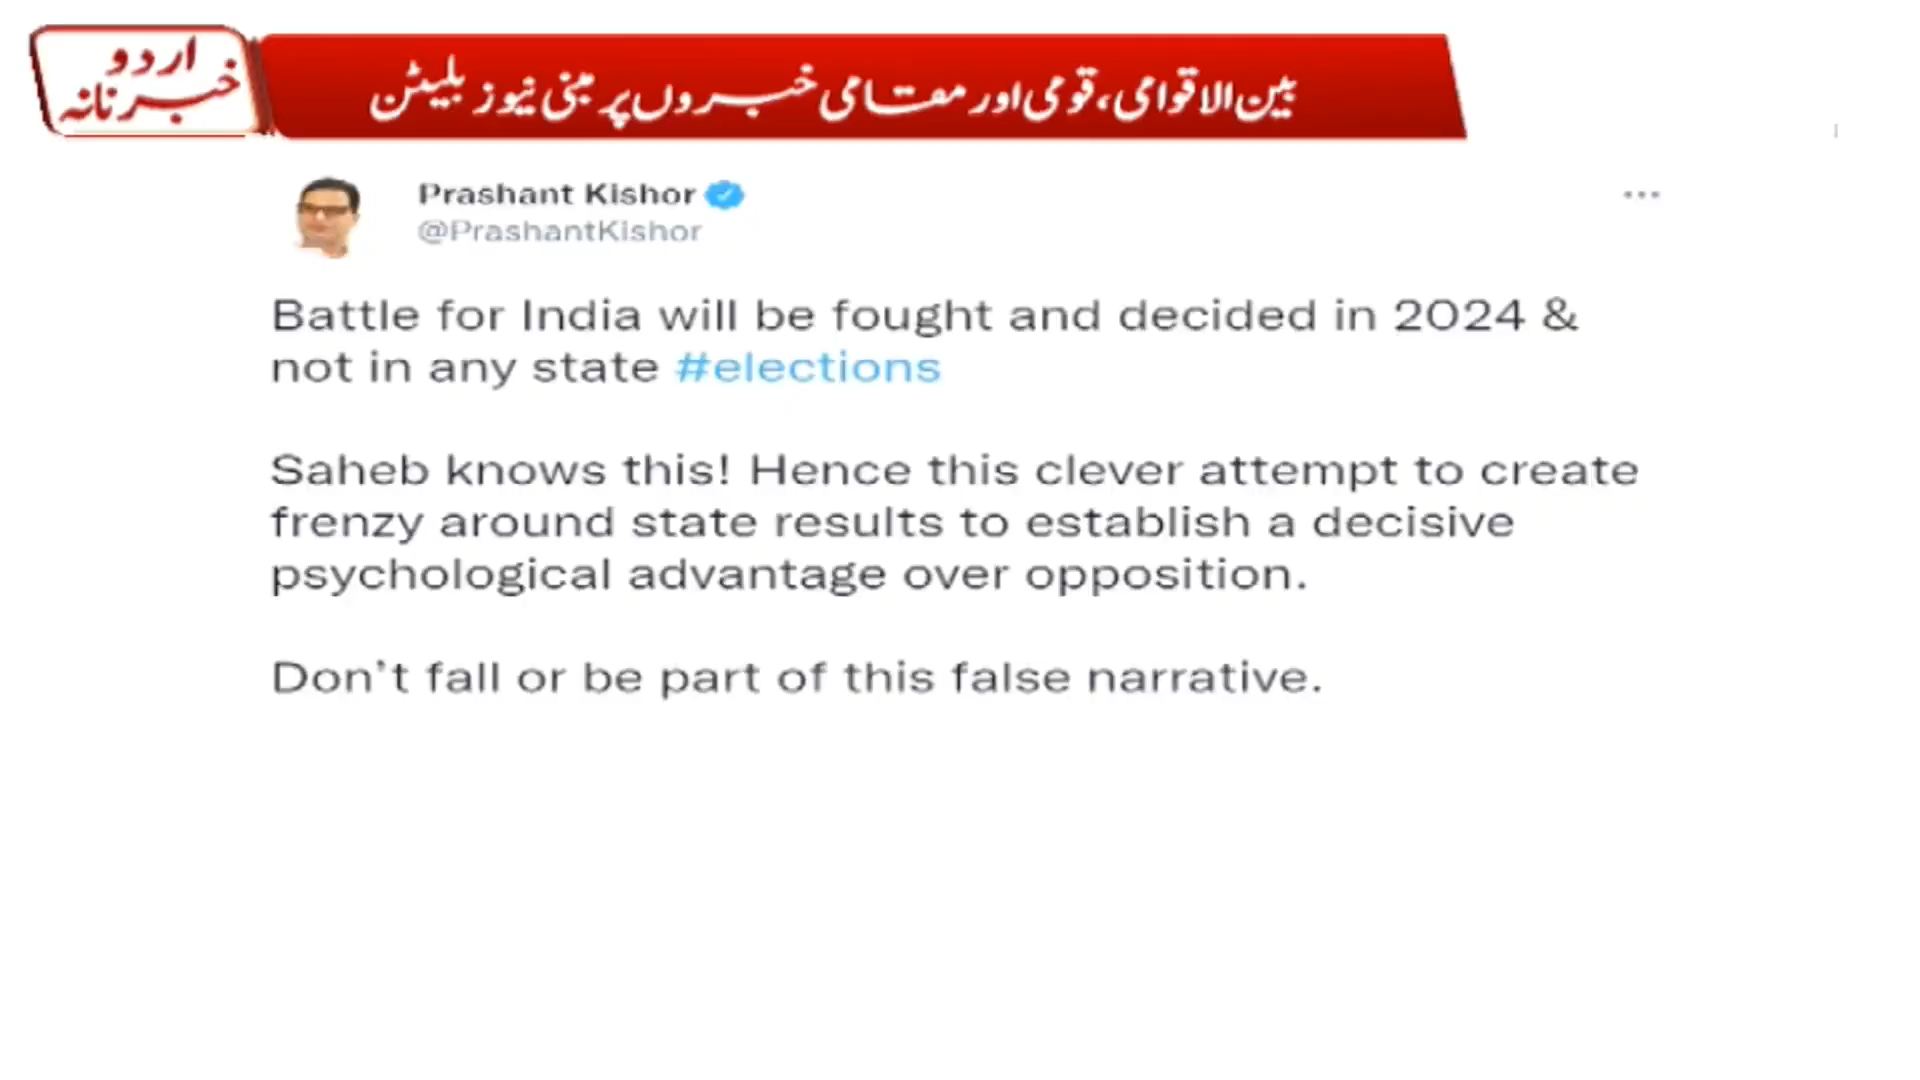 اردو
خبرنامہ
بین الاقوامی، قومی اور مقامی خبروں پر مبنی نیوز بلیٹن
Prashant Kishor
@PrashantKishor
Battle for India will be fought and decided in 2024 &
not in any state #elections
Saheb knows this! Hence this clever attempt to create
frenzy around state results to establish a decisive
psychological advantage over opposition.
Don't fall or be part of this false narrative.